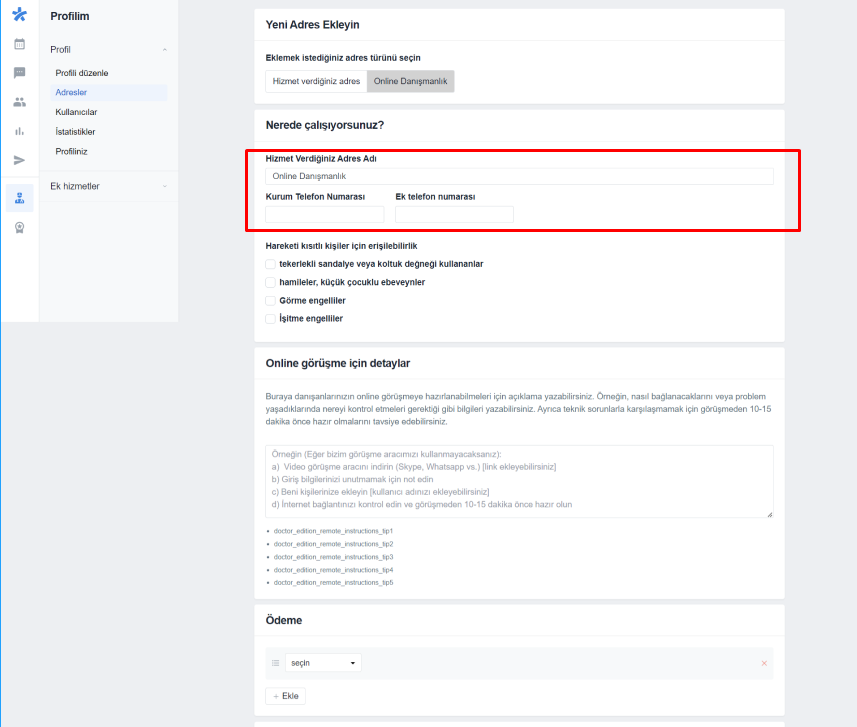 Profilim
Profil
Profili düzenle
Adresler
Kullanıcılar
İstatistikler
Profiliniz
Ek hizmetler
Yeni Adres Ekleyin
Eklemek istediğiniz adres türünü seçin
Hizmet verdiğiniz adres
Online Danışmanlık
Nerede çalışıyorsunuz?
Hizmet Verdiğiniz Adres Adı
Online Danışmanlık
Kurum Telefon Numarası
Ek telefon numarası
Hareketi kısıtlı kişiler için erişilebilirlik
tekerlekli sandalye veya koltuk değneği kullananlar
hamileler, küçük çocuklu ebeveynler
Görme engelliler
İşitme engelliler
Online görüşme için detaylar
Buraya danışanlarınızın online görüşmeye hazırlanabilmeleri için açıklama yazabilirsiniz. Örneğin, nasıl bağlanacaklarını veya problem
yaşadıklarında nereyi kontrol etmeleri gerektiği gibi bilgileri yazabilirsiniz. Ayrıca teknik sorunlarla karşılaşmamak için görüşmeden 10-15
dakika önce hazır olmalarını tavsiye edebilirsiniz.
Örneğin (Eğer bizim görüşme aracımızı kullanmayacaksanız):
a) Video görüşme aracını indirin (Skype, Whatsapp vs.) [link ekleyebilirsiniz]
b) Giriş bilgilerinizi unutmamak için not edin
c) Beni kişilerinize ekleyin [kullanıcı adınızı ekleyebilirsiniz]
d) İnternet bağlantınızı kontrol edin ve görüşmeden 10-15 dakika önce hazır olun
• doctor_edition_remote_instructions_tip1
• doctor_edition_remote_instructions_tip2
• doctor_edition_remote_instructions_tip3
• doctor_edition_remote_instructions_tip4
• doctor_edition_remote_instructions_tip5
Ödeme
seçin
+ Ekle